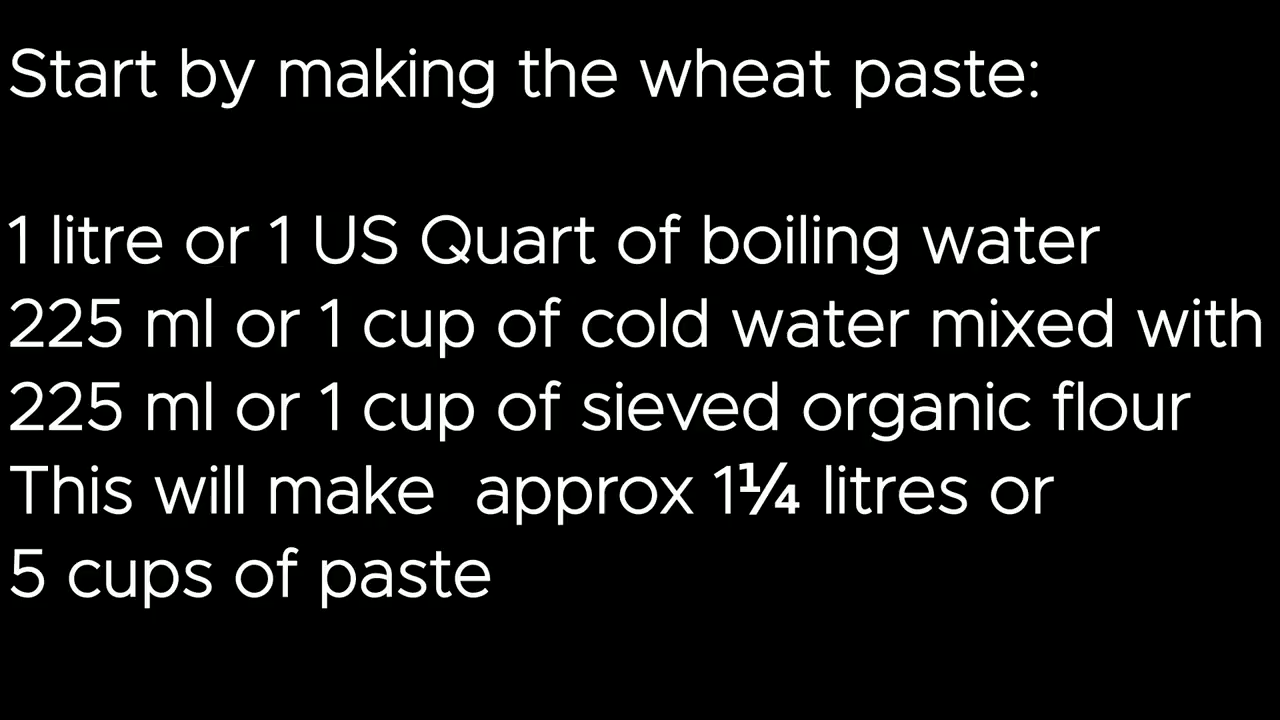 Start by making the wheat paste:
1 litre or 1 US Quart of boiling water
225 ml or 1 cup of cold water mixed with
225 ml or 1 cup of sieved organic flour
This will make  approx 1¼ litres or
5 cups of paste